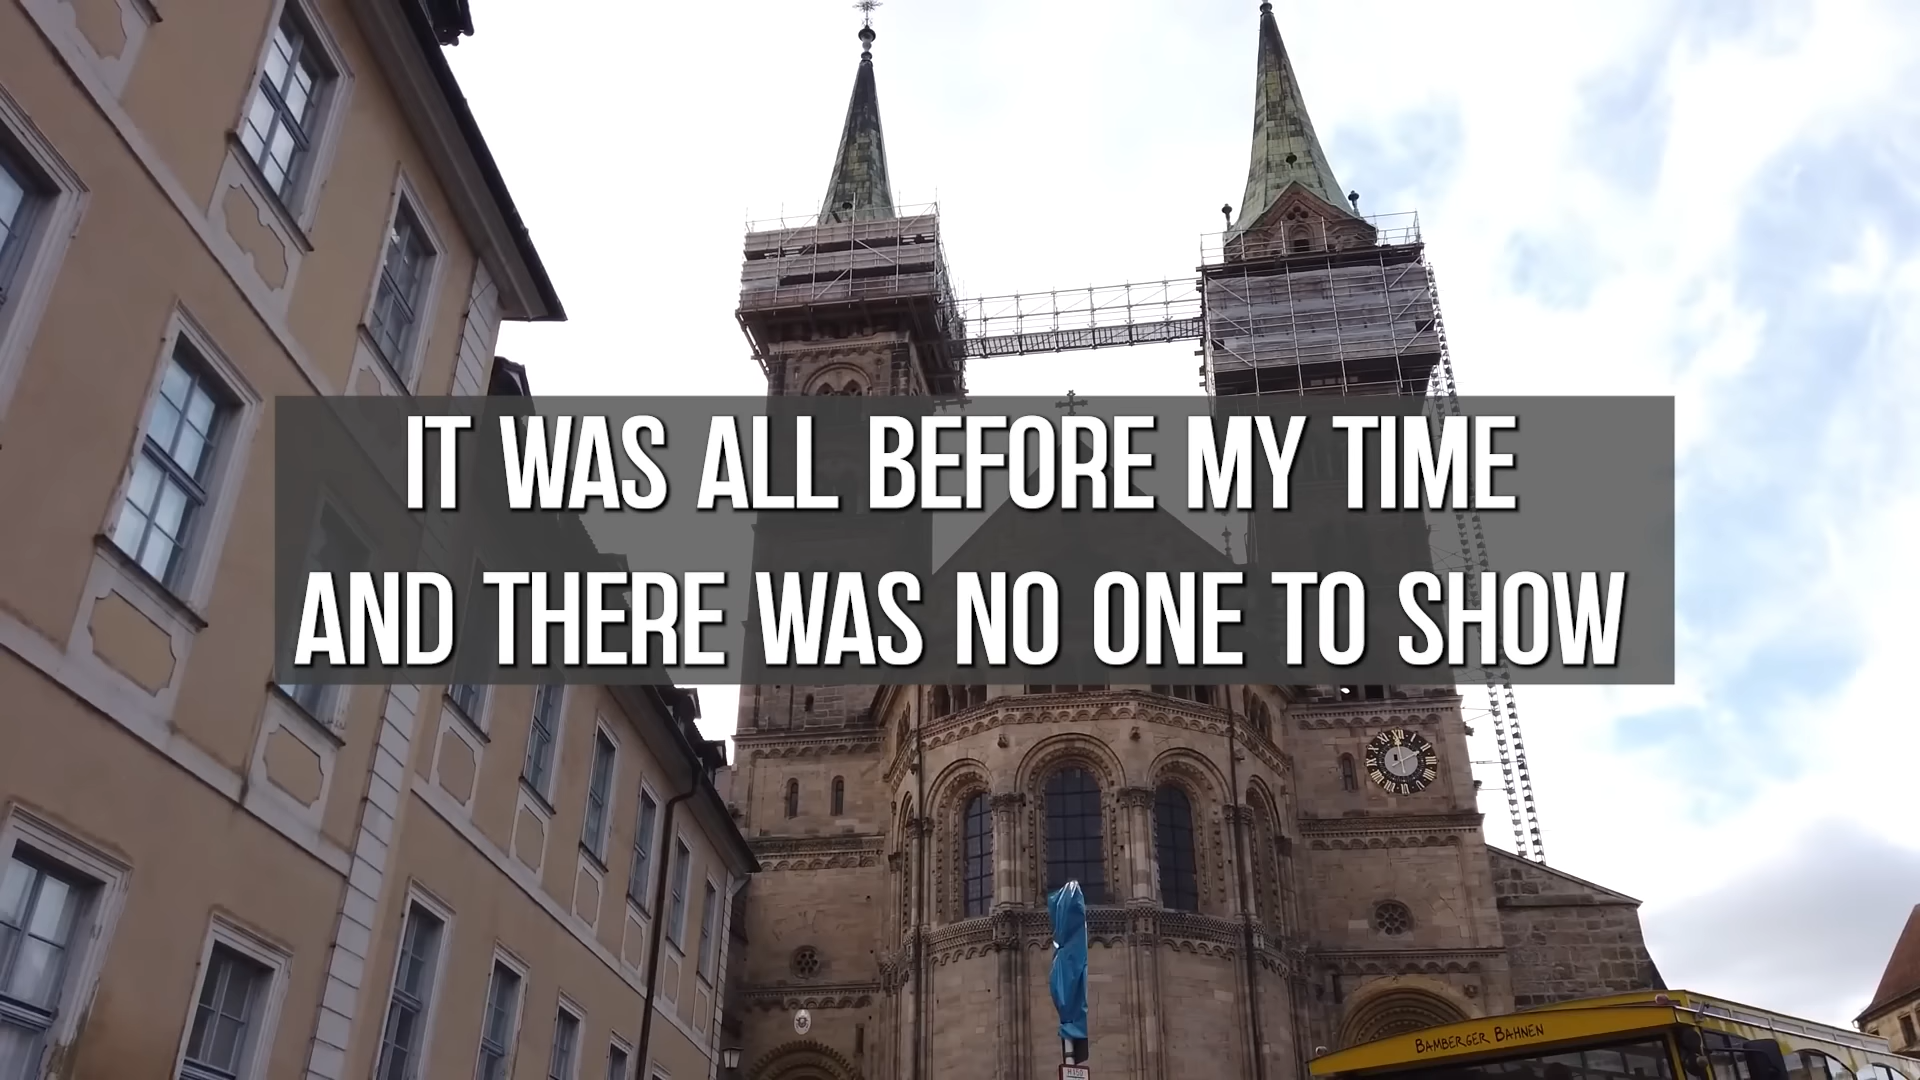 IT WAS ALL BEFORE MY TIME
AND THERE WAS NO ONE TO SHOW
BAMBERGER BAHNEN